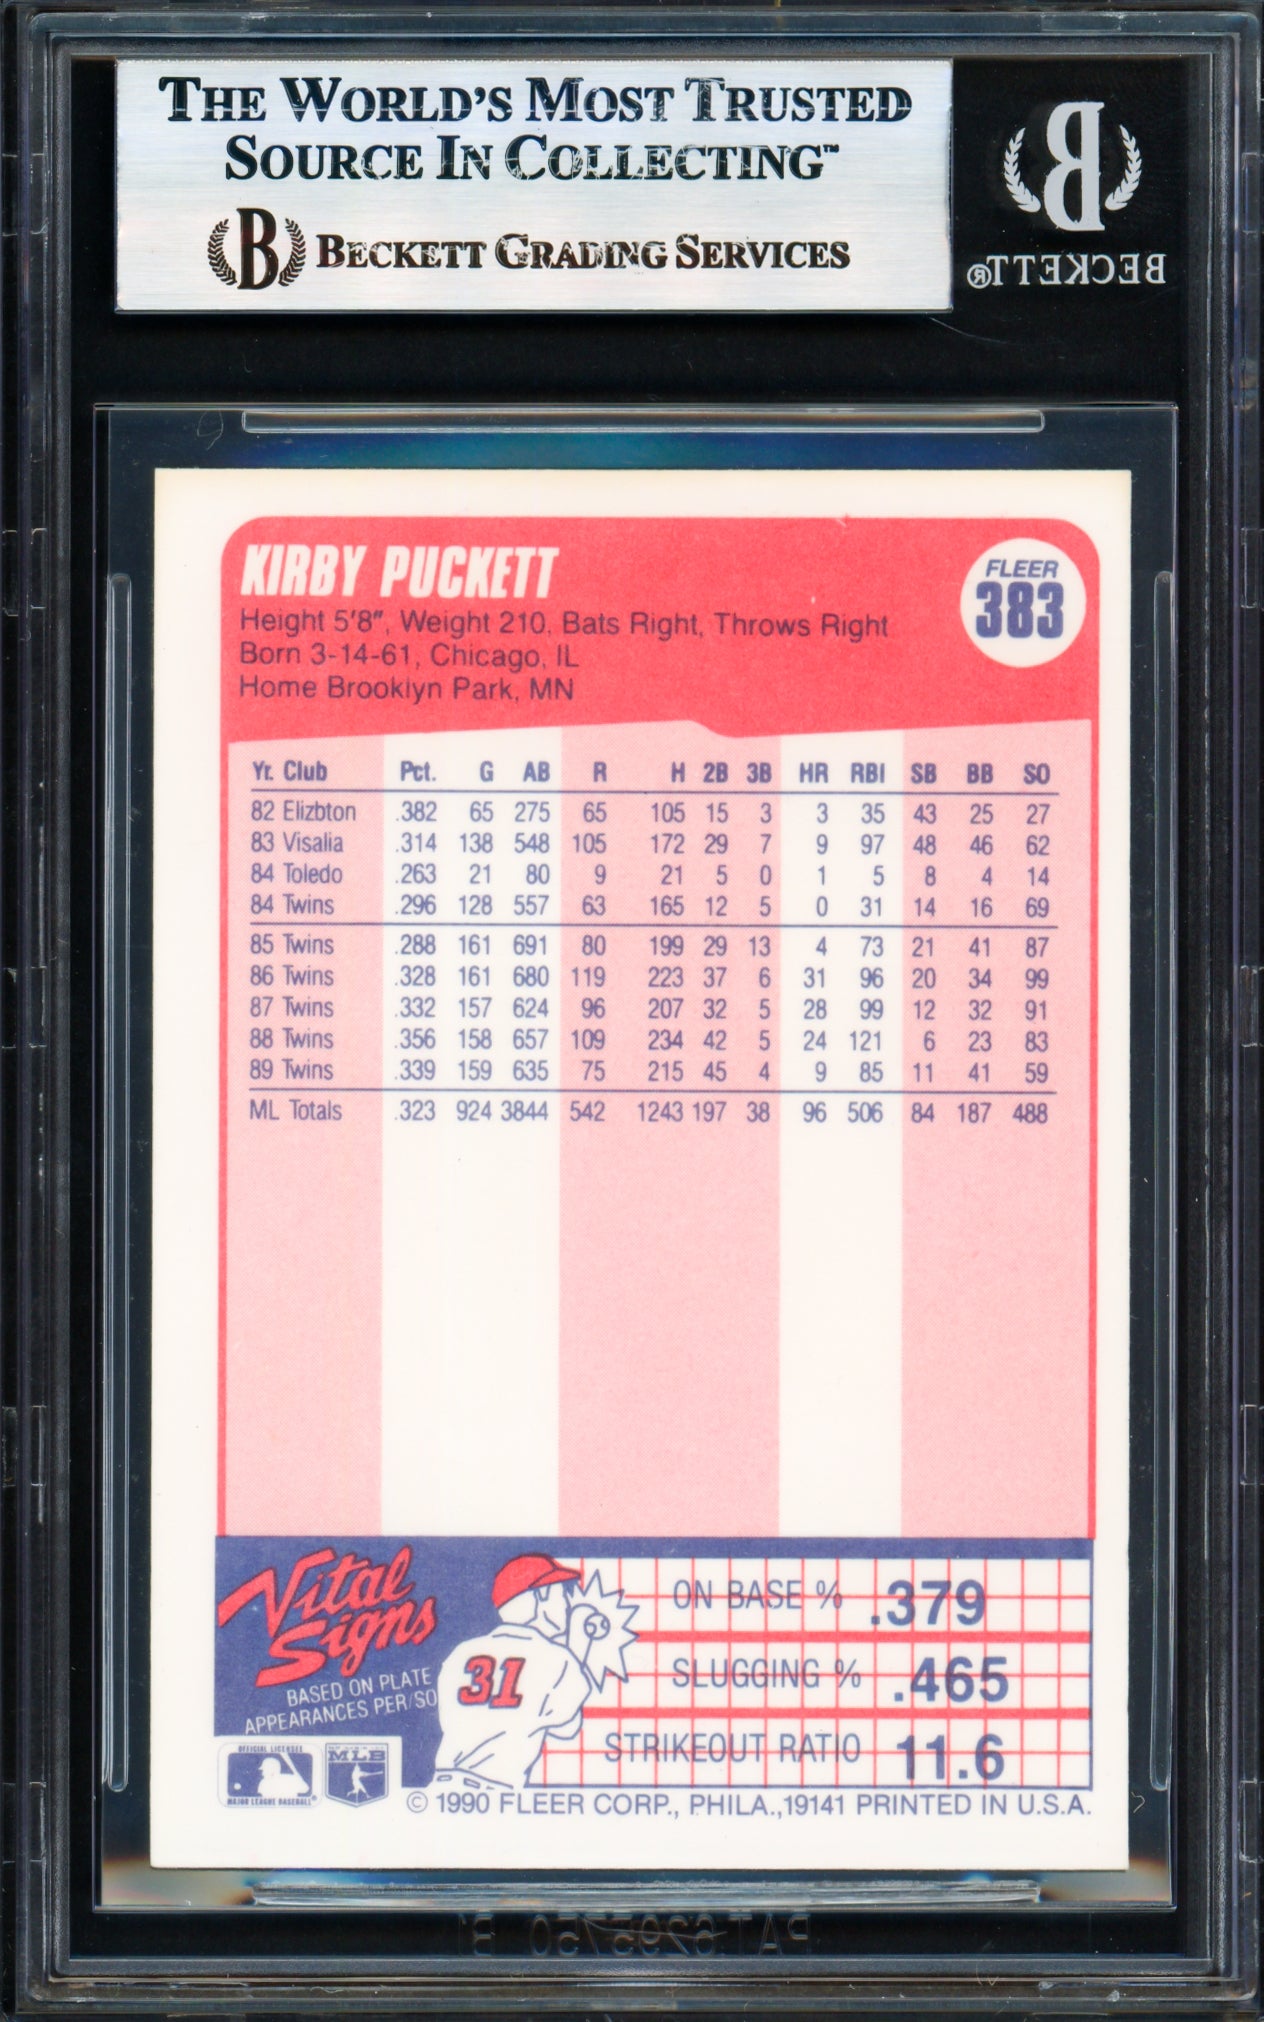 THE WORLD'S MOST TRUSTED
SOURCE IN COLLECTING™
B BECKETT GRADING SERVICES
B
BECKETT®
KIRBY PUCKETT
Height 5'8", Weight 210, Bats Right, Throws Right
Born 3-14-61, Chicago, IL
Home Brooklyn Park, MN
FLEER
383
Yr. Club Pct. G AB R H 2B 3B HR RBI SB BB SO
82 Elizbton .382 65 275 65 105 15 3 3 35 43 25 27
83 Visalia .314 138 548 105 172 29 7 9 97 48 46 62
84 Toledo .263 21 80 9 21 5 0 1 5 8 4 14
84 Twins .296 128 557 63 165 12 5 0 31 14 16 69
85 Twins .288 161 691 80 199 29 13 4 73 21 41 87
86 Twins .328 161 680 119 223 37 6 31 96 20 34 99
87 Twins .332 157 624 96 207 32 5 28 99 12 32 91
88 Twins .356 158 657 109 234 42 5 24 121 6 23 83
89 Twins .339 159 635 75 215 45 4 9 85 11 41 59
ML Totals .323 924 3844 542 1243 197 38 96 506 84 187 488
Vital
Signs
BASED ON PLATE
APPEARANCES PER/SO
31
ON BASE % .379
SLUGGING % .465
STRIKEOUT RATIO 11.6
OFFICIAL LICENSEE
MAJOR LEAGUE BASEBALL®
MLB
© 1990 FLEER CORP., PHILA.,19141 PRINTED IN U.S.A.